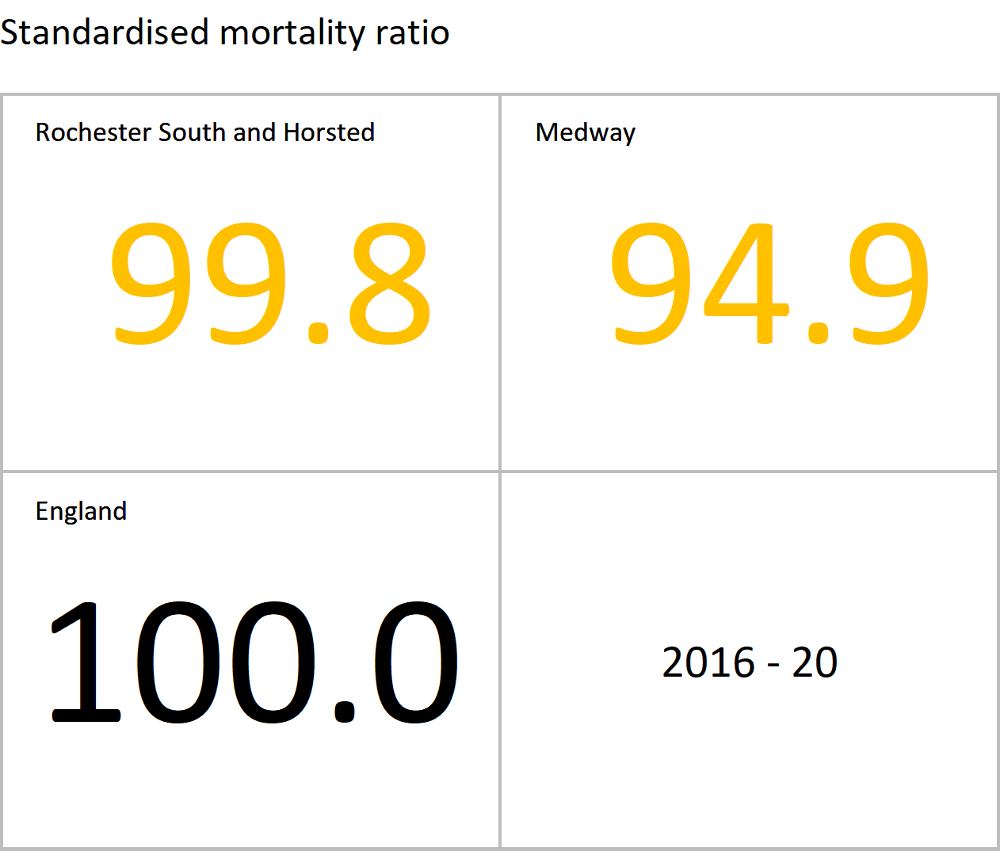 Standardised mortality ratio
Rochester South and Horsted
99.8
Medway
94.9
England
100.0
2016 - 20